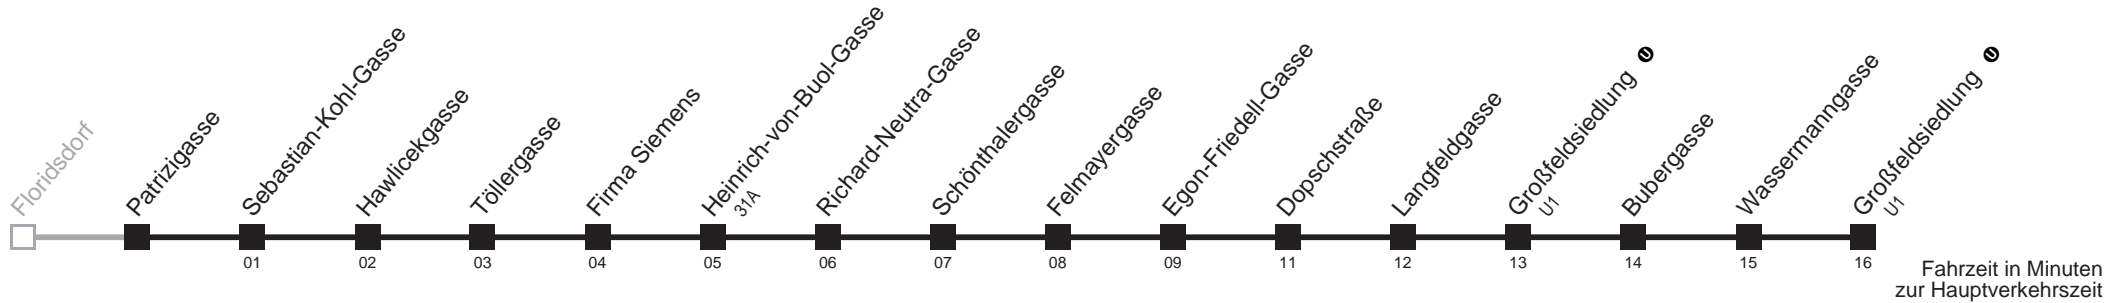 Floridsdorf
Patrizigasse
Sebastian-Kohl-Gasse
01
Hawlicekgasse
02
Töllergasse
03
Firma Siemens
04
Heinrich-von-Buol-Gasse
31A
05
Richard-Neutra-Gasse
06
Schönthalergasse
07
Felmayergasse
08
Egon-Friedell-Gasse
09
Dopschstraße
11
Langfeldgasse
12
Großfeldsiedlung U
U1
13
Bubergasse
14
Wassermanngasse
15
Großfeldsiedlung U
U1
16
Fahrzeit in Minuten
zur Hauptverkehrszeit